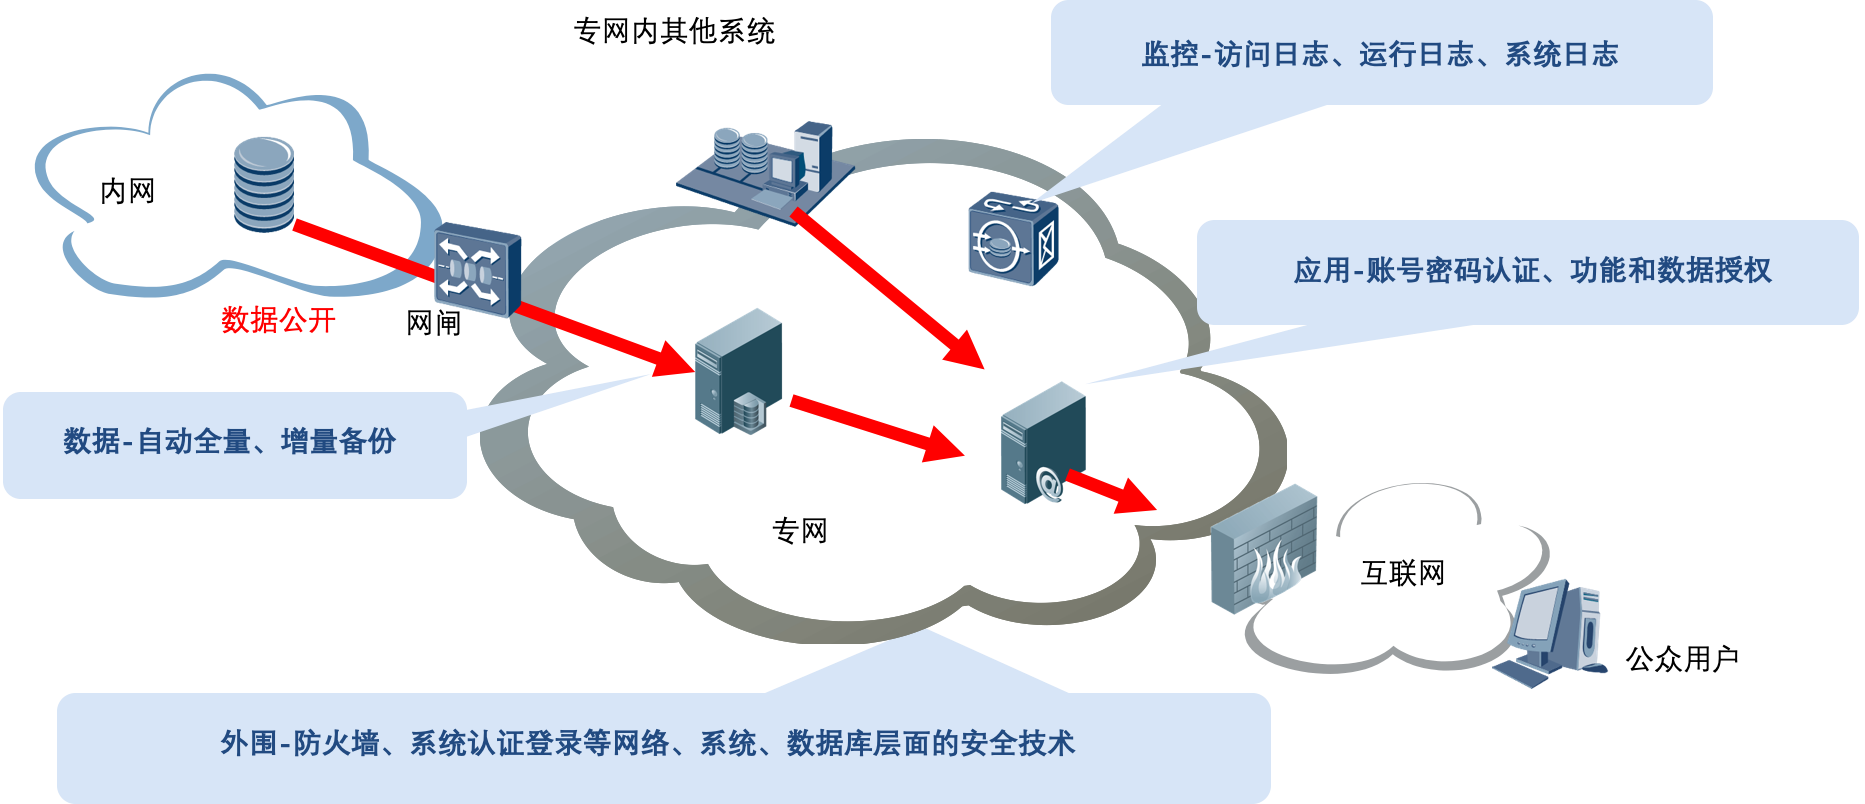 专网内其他系统
监控-访问日志、运行日志、系统日志
内网
应用-账号密码认证、功能和数据授权
数据公开
网闸
数据-自动全量、增量备份
专网
互联网
公众用户
外围-防火墙、系统认证登录等网络、系统、数据库层面的安全技术